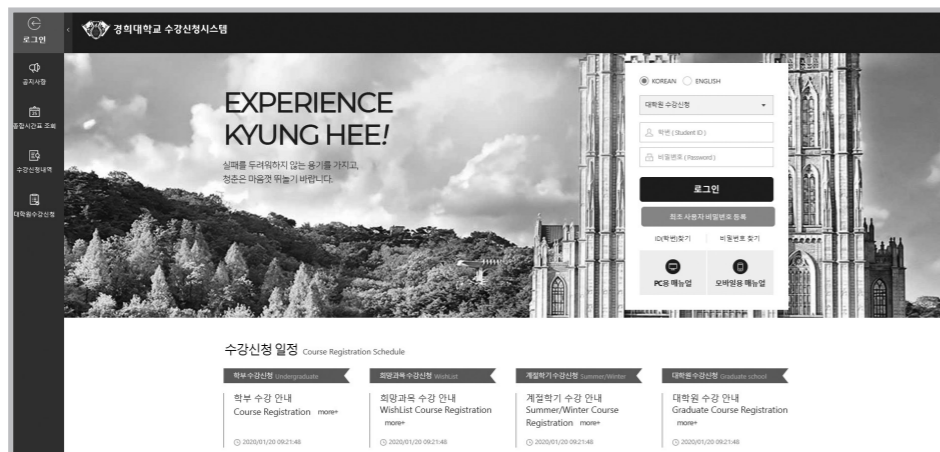 로그인
공지사항
종합시간표 조회
수강신청내역
대학원수강신청
경희대학교 수강신청시스템
EXPERIENCE
KYUNG HEE!
실패를 두려워하지 않는 용기를 가지고,
청춘은 마음껏 뛰놀기 바랍니다.
KOREAN ENGLISH
대학원 수강신청
학번 ( Student ID )
비밀번호 ( Password )
로그인
최초 사용자 비밀번호 등록
ID(학번)찾기 비밀번호 찾기
PC용 매뉴얼 모바일용 매뉴얼
수강신청 일정 Course Registration Schedule
학부수강신청 Undergraduate
학부 수강 안내
Course Registration more+
2020/01/20 09:21:48
희망과목수강신청 WishList
희망과목 수강 안내
WishList Course Registration
more+
2020/01/20 09:21:48
계절학기수강신청 Summer/Winter
계절학기 수강 안내
Summer/Winter Course
Registration more+
2020/01/20 09:21:48
대학원수강신청 Graduate school
대학원 수강 안내
Graduate Course Registration
more+
2020/01/20 09:21:48